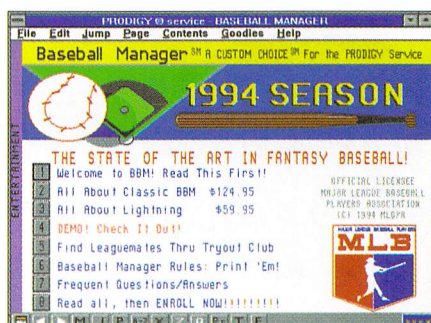 PRODIGY ® service - BASEBALL MANAGER
File Edit Jump Page Contents Goodies Help
Baseball Manager SM A CUSTOM CHOICE SM For the PRODIGY Service
1994 SEASON
ENTERTAINMENT
THE STATE OF THE ART IN FANTASY BASEBALL!
1 Welcome to BBM! Read This First!
2 All About Classic BBM $124.95
3 All About Lightning $59.95
4 DEMO! Check It Out!
5 Find Leaguemates Thru Tryout Club
6 Baseball Manager Rules: Print 'Em!
7 Frequent Questions/Answers
8 Read all, then ENROLL NOW!!!!!!!!!
OFFICIAL LICENSEE
MAJOR LEAGUE BASEBALL
PLAYERS ASSOCIATION
(C) 1994 MLBPA
MAJOR LEAGUE BASEBALL PLAYERS
MLB
M J P A-Z X Z